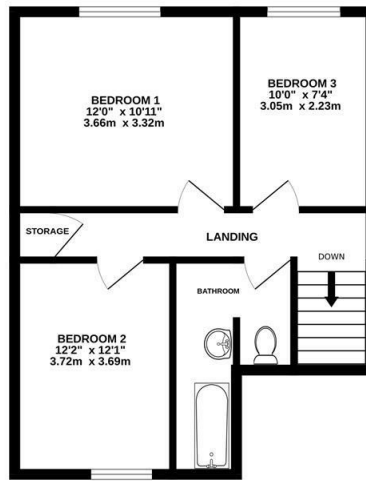 BEDROOM 1
12'0" x 10'11"
3.66m x 3.32m
BEDROOM 3
10'0" x 7'4"
3.05m x 2.23m
STORAGE
LANDING
DOWN
BATHROOM
BEDROOM 2
12'2" x 12'1"
3.72m x 3.69m